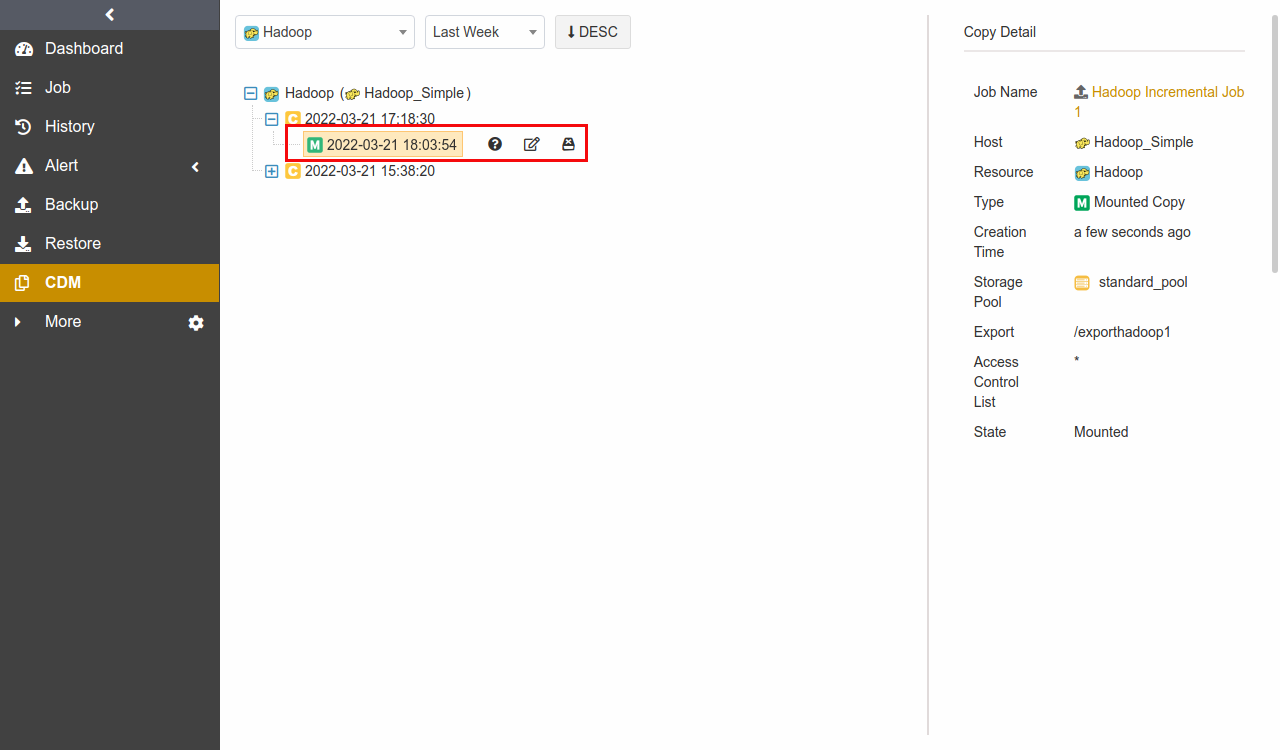 Dashboard
Job
History
Alert
Backup
Restore
CDM
More
Hadoop
Last Week
DESC
Hadoop (Hadoop_Simple)
C 2022-03-21 17:18:30
M 2022-03-21 18:03:54
C 2022-03-21 15:38:20
Copy Detail
Job Name Hadoop Incremental Job
1
Host Hadoop_Simple
Resource Hadoop
Type M Mounted Copy
Creation a few seconds ago
Time
Storage standard_pool
Pool
Export /exporthadoop1
Access *
Control
List
State Mounted